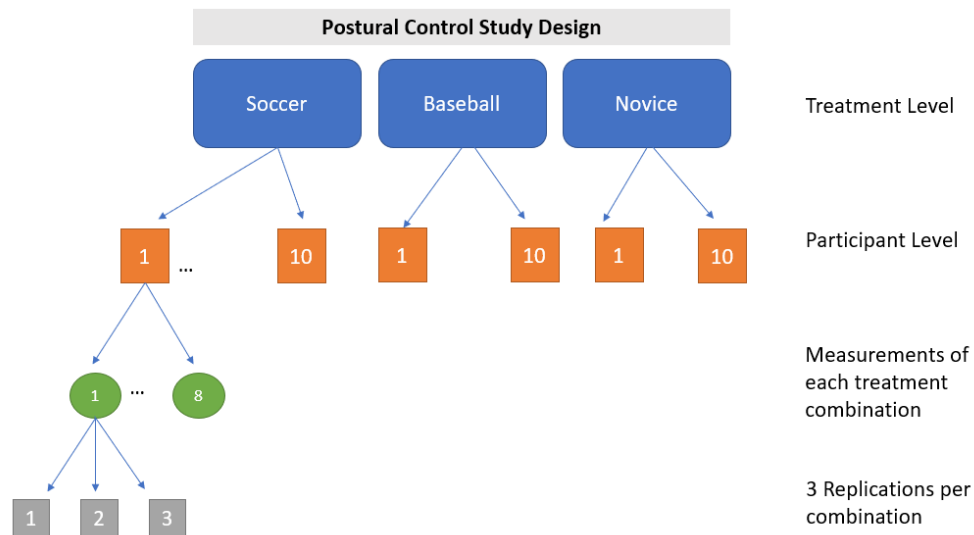 Postural Control Study Design
Soccer
Baseball
Novice
Treatment Level
1
...
10
1
10
1
10
Participant Level
1
...
8
Measurements of
each treatment
combination
1
2
3
3 Replications per
combination